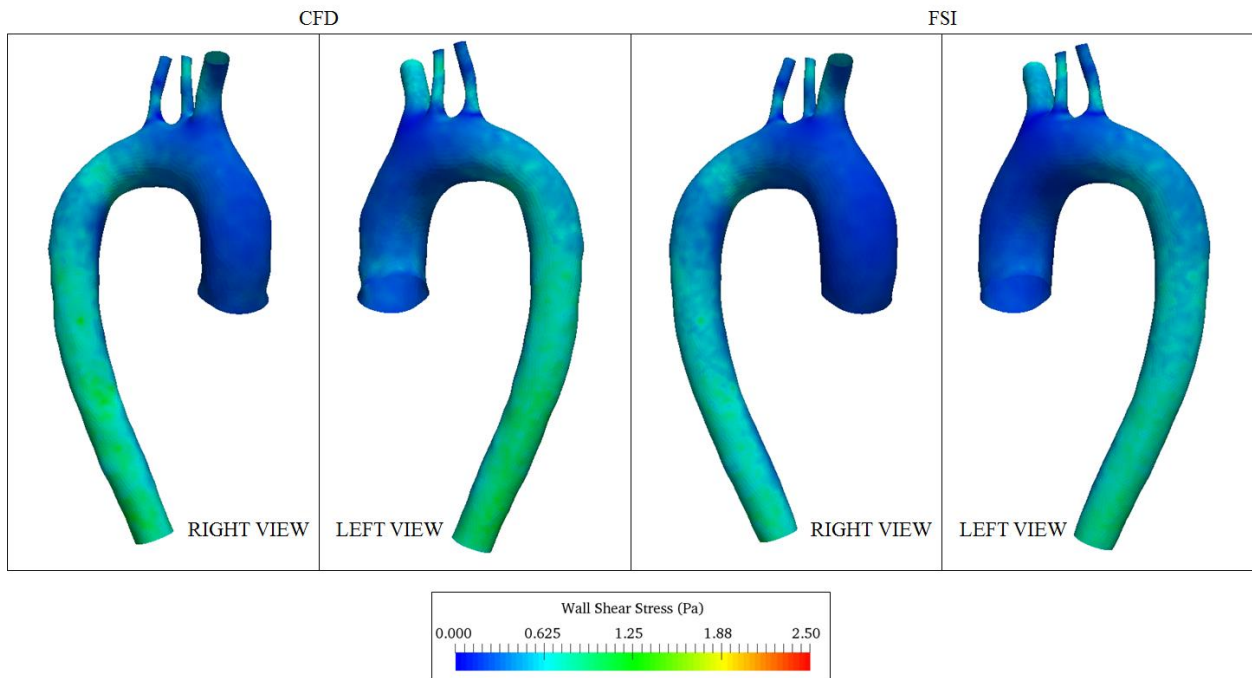 CFD FSI
RIGHT VIEW LEFT VIEW RIGHT VIEW LEFT VIEW
Wall Shear Stress (Pa)
0.000 0.625 1.25 1.88 2.50